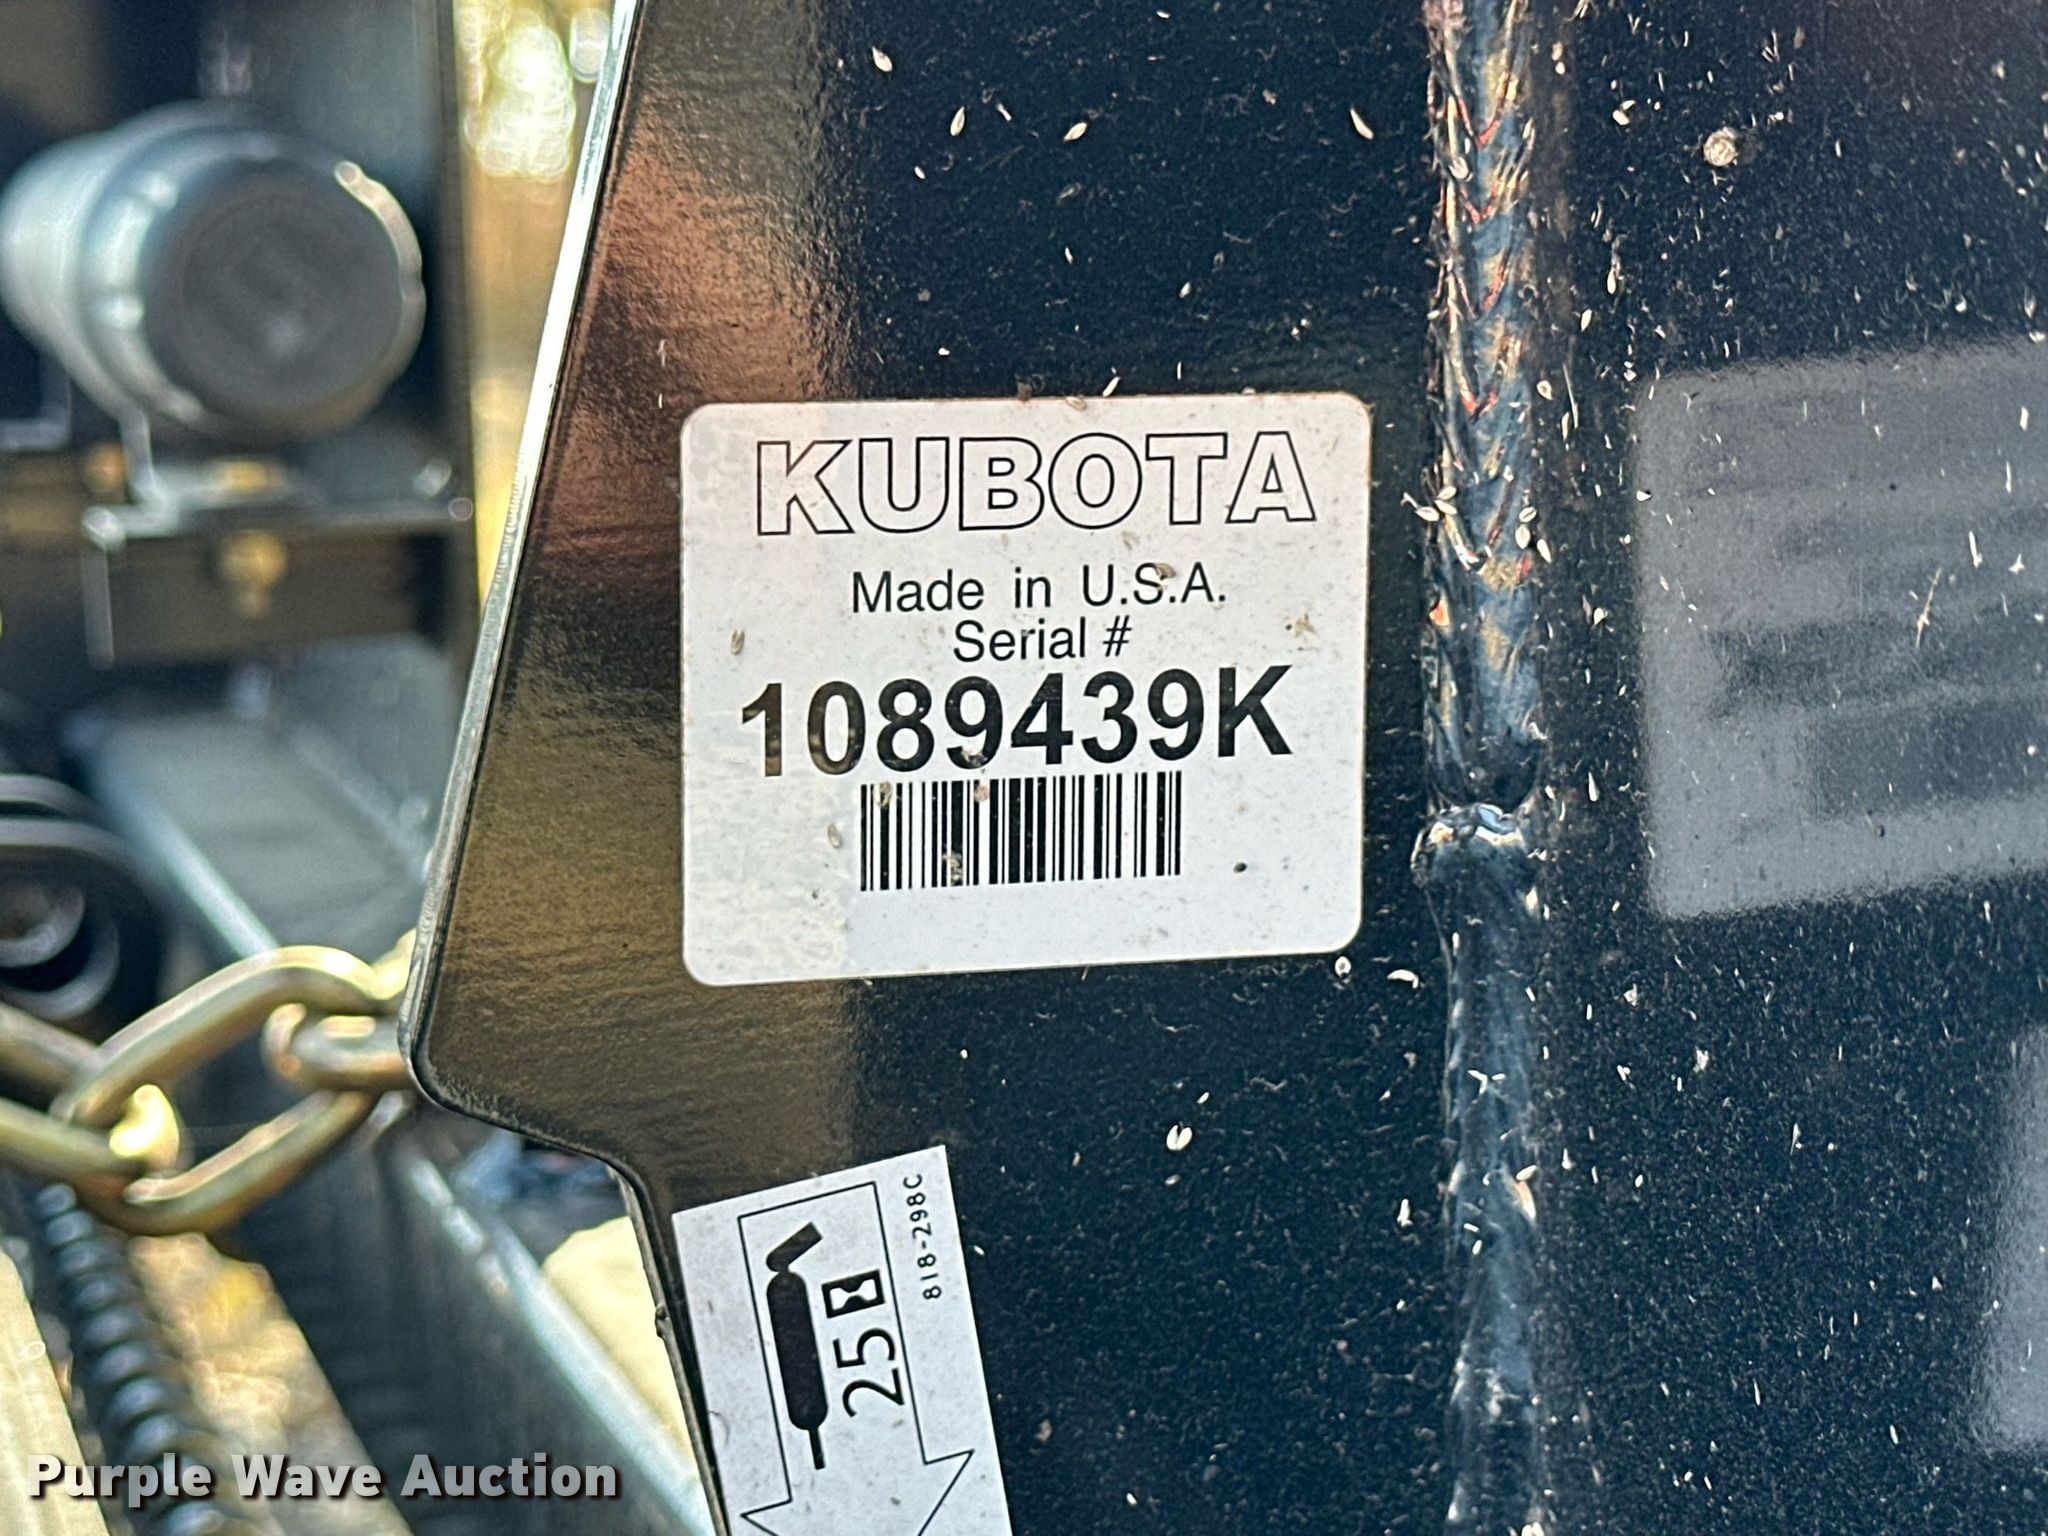 KUBOTA
Made in U.S.A.
Serial #
1089439K
818-298C
25
Purple Wave Auction